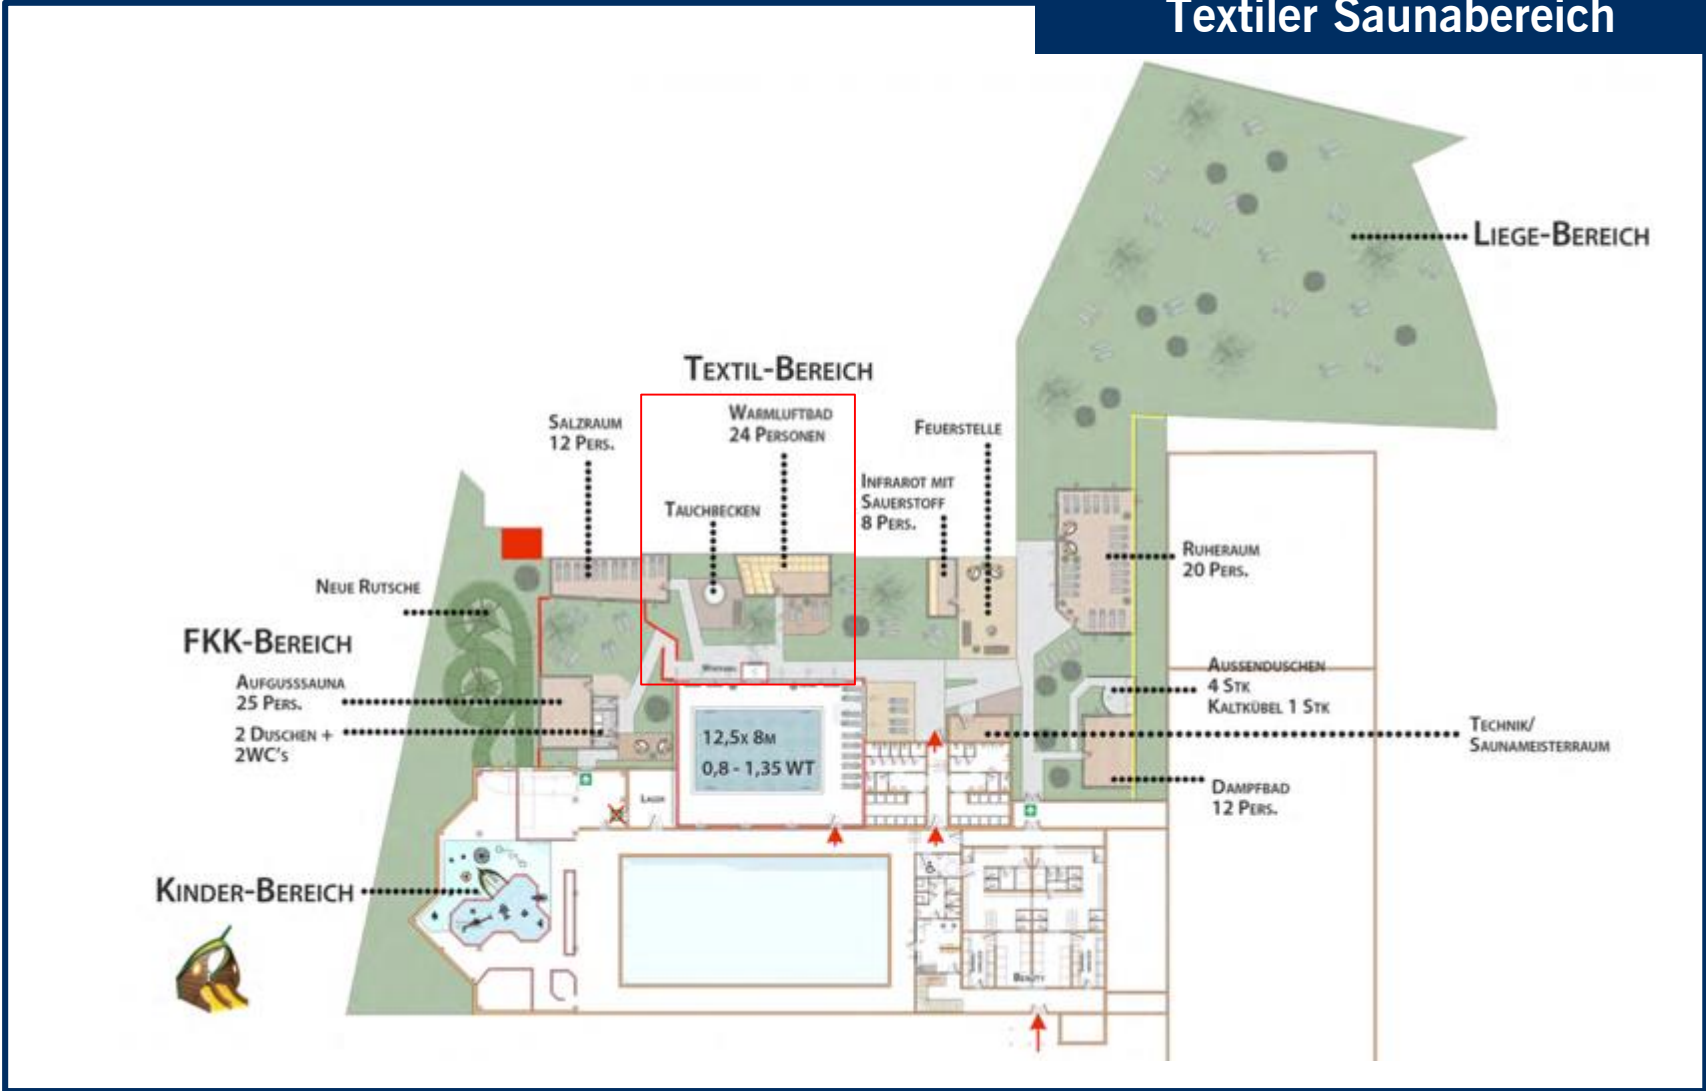 Textiler Saunabereich
LIEGE-BEREICH
TEXTIL-BEREICH
WARMLUFTBAD
24 PERSONEN
SALZRAUM
12 PERS.
FEUERSTELLE
INFRAROT MIT
SAUERSTOFF
8 PERS.
TAUCHBECKEN
RUHERAUM
20 PERS.
NEUE RUTSCHE
FKK-BEREICH
AUFGUSSSAUNA
25 PERS.
2 DUSCHEN +
2WC's
AUSSENDUSCHEN
4 STK
KALTKÜBEL 1 STK
TECHNIK/
SAUNAMEISTERRAUM
12,5x 8M
0,8 - 1,35 WT
DAMPFBAD
12 PERS.
LAGER
KINDER-BEREICH
BEAUTY